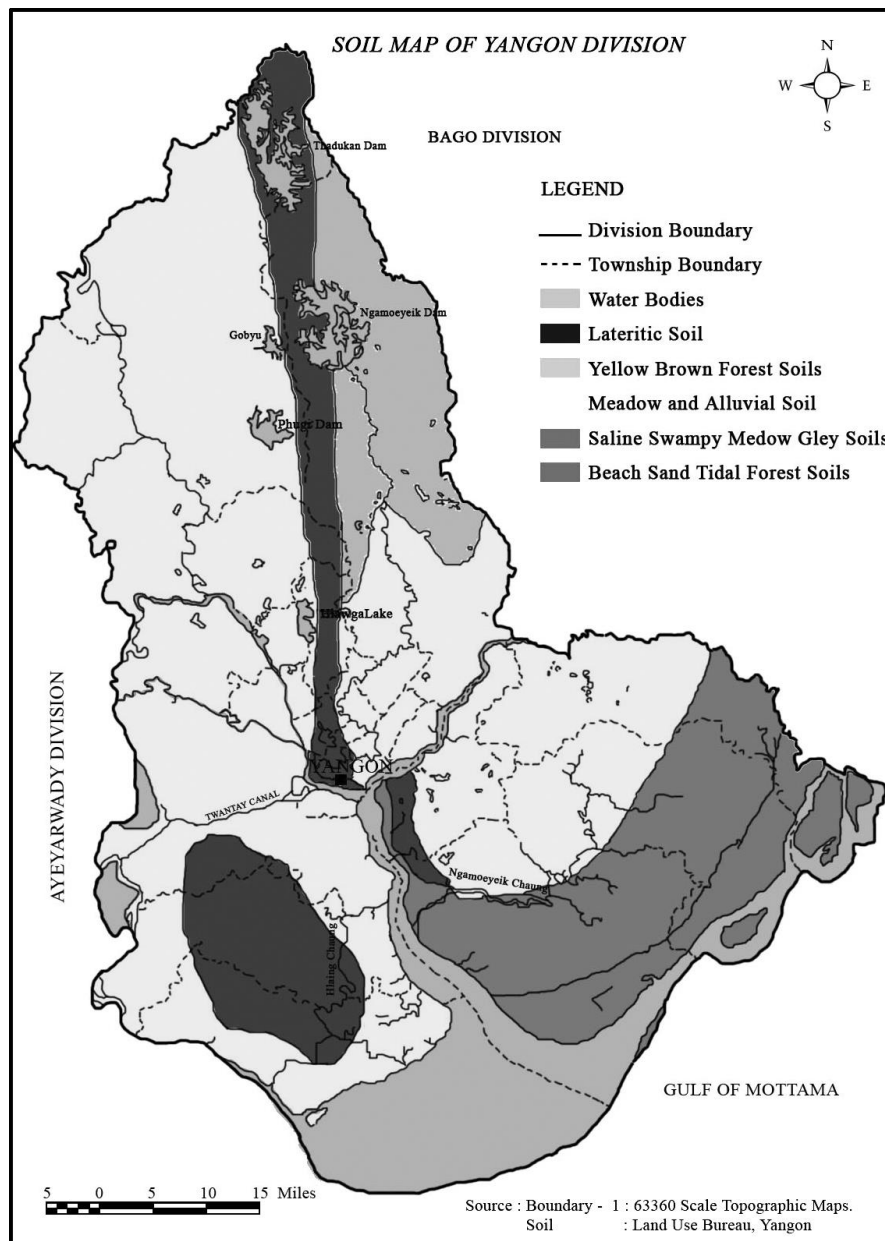 SOIL MAP OF YANGON DIVISION
N
W
E
S
BAGO DIVISION
Thadukan Dam
LEGEND
Division Boundary
Township Boundary
Water Bodies
Lateritic Soil
Yellow Brown Forest Soils
Meadow and Alluvial Soil
Saline Swampy Medow Gley Soils
Beach Sand Tidal Forest Soils
Ngamoeyeik Dam
Gobyu
Phugr Dam
HlawgaLake
AYEYARWADY DIVISION
YANGON
TWANTAY CANAL
Ngamoeyeik Chaung
Hlaing Chaung
GULF OF MOTTAMA
5 0 5 10 15 Miles
Source : Boundary - 1 : 63360 Scale Topographic Maps.
Soil : Land Use Bureau, Yangon